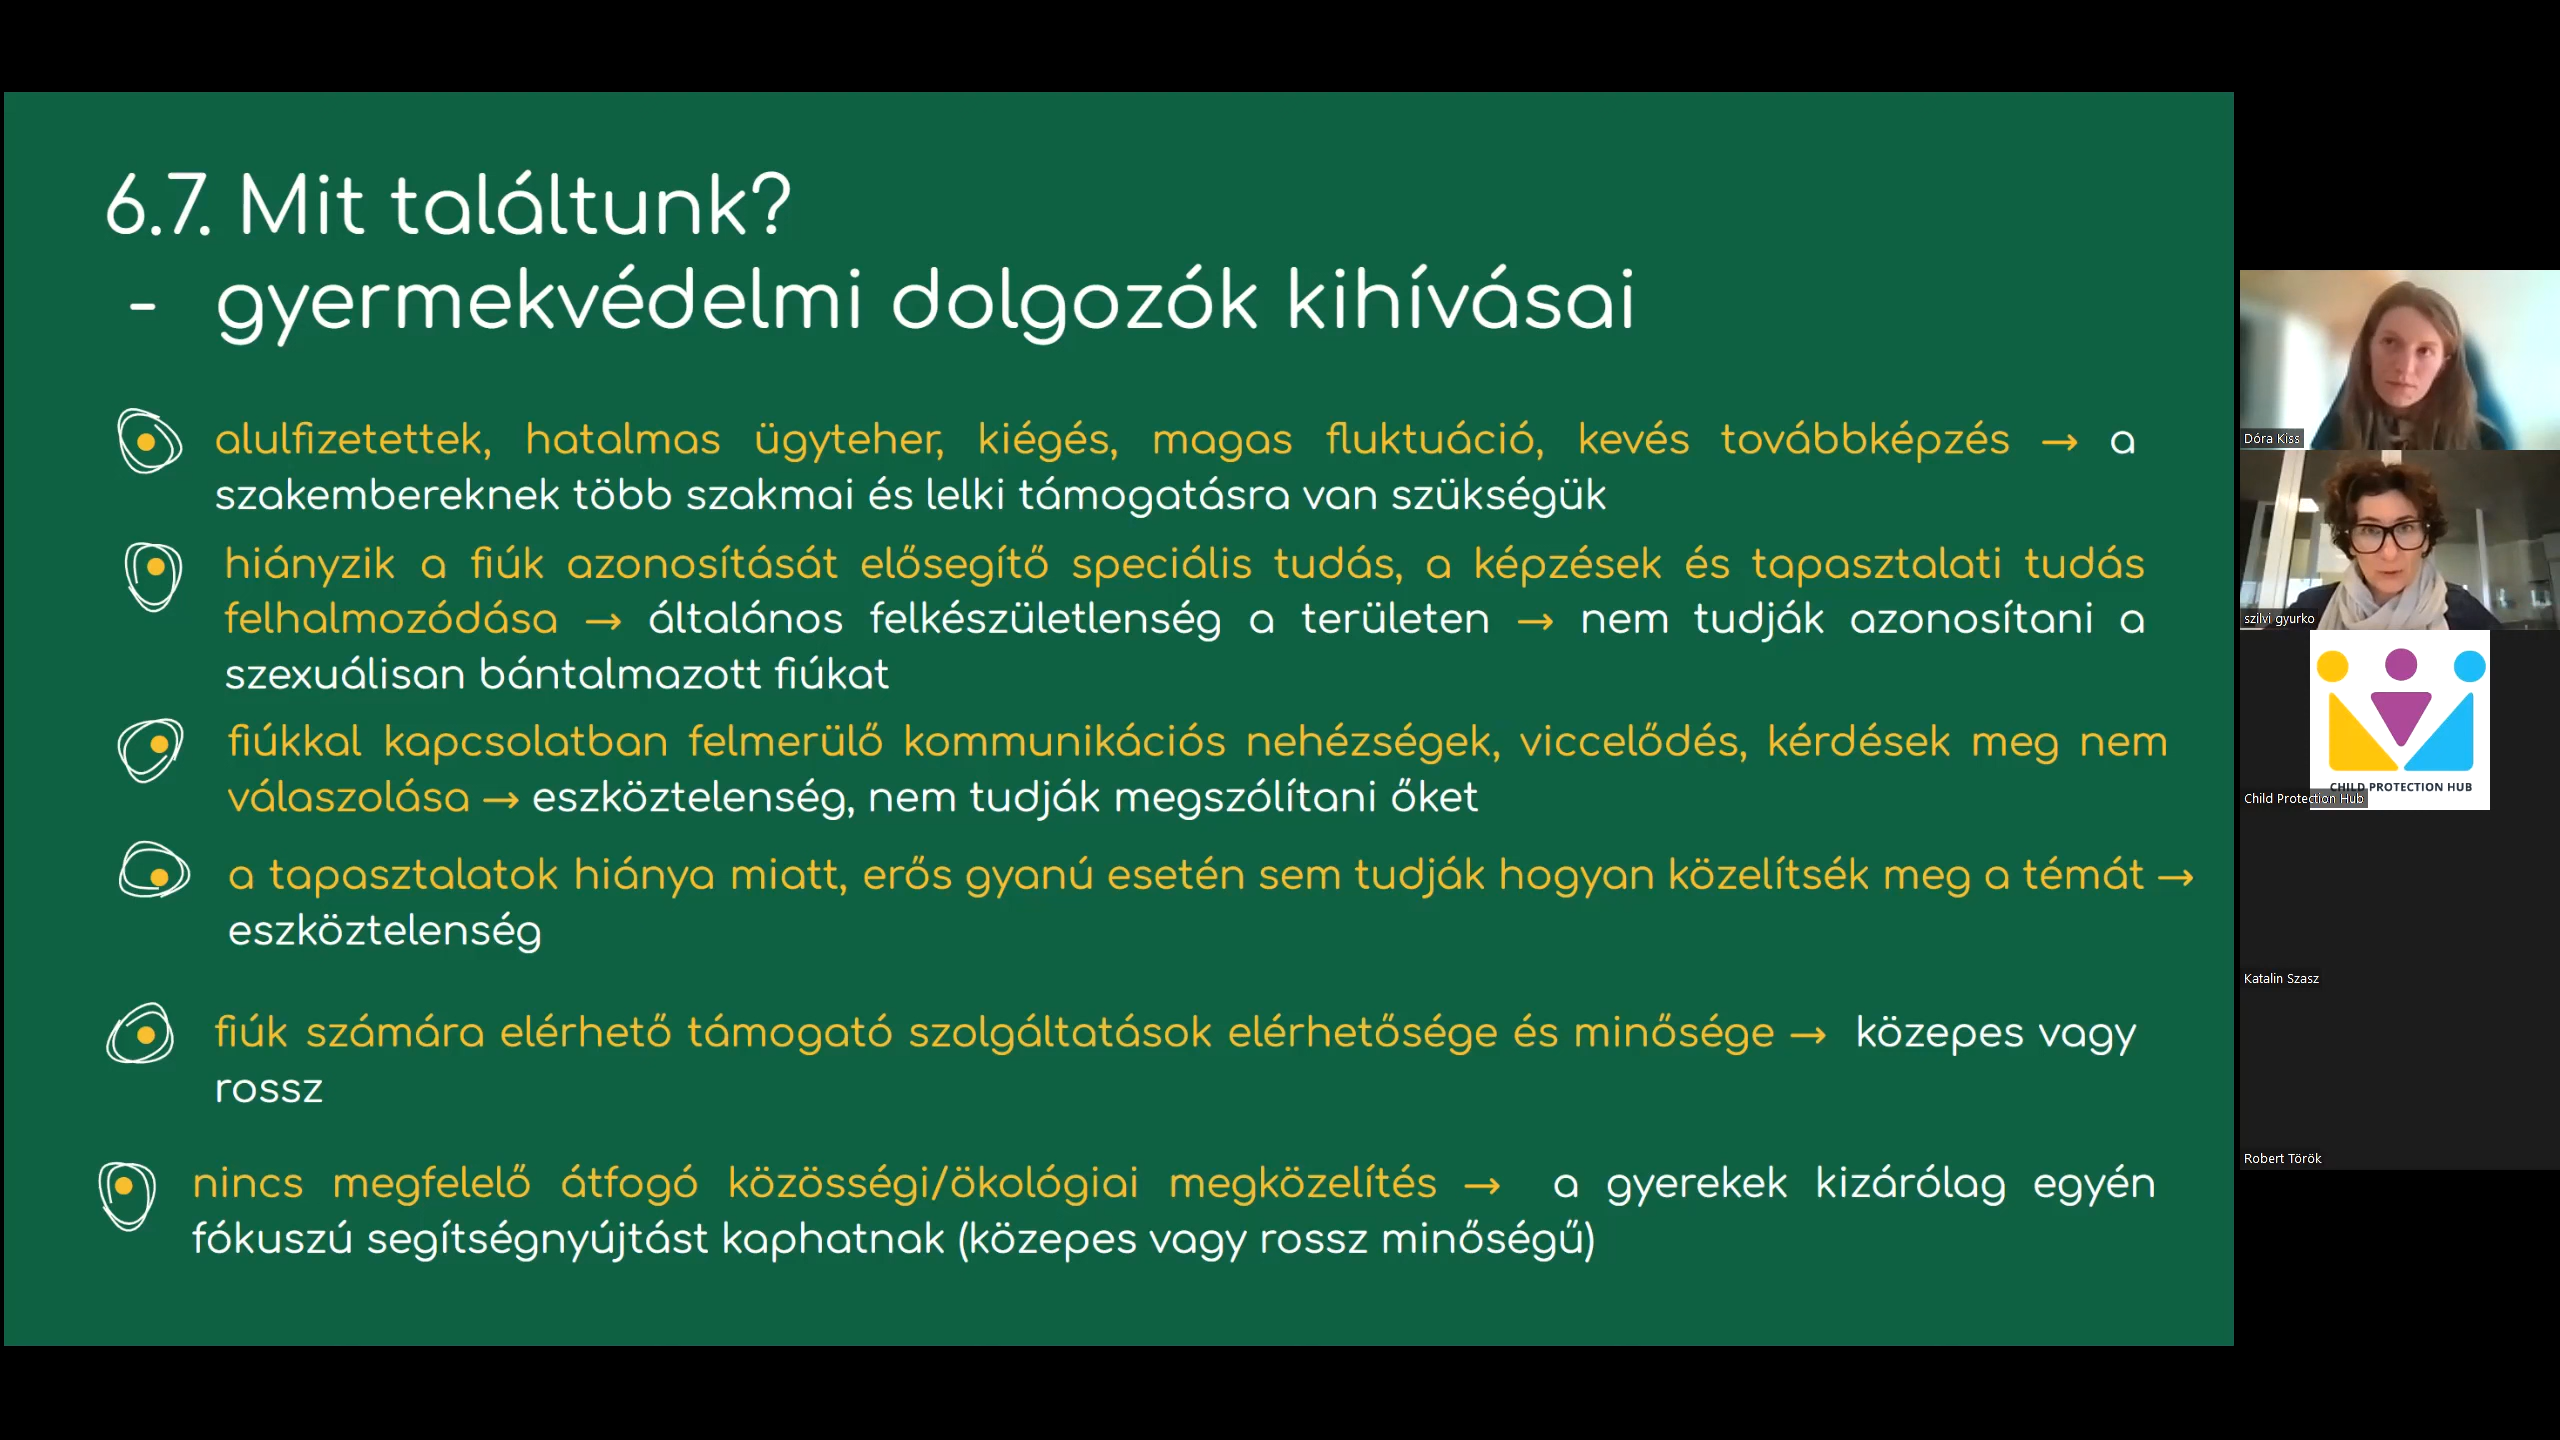 6.7. Mit találtunk?
- gyermekvédelmi dolgozók kihívásai
alulfizetettek, hatalmas ügyteher, kiégés, magas fluktuáció, kevés továbbképzés → a
szakembereknek több szakmai és lelki támogatásra van szükségük
hiányzik a fiúk azonosítását elősegítő speciális tudás, a képzések és tapasztalati tudás
felhalmozódása → általános felkészületlenség a területen → nem tudják azonosítani a
szexuálisan bántalmazott fiúkat
fiúkkal kapcsolatban felmerülő kommunikációs nehézségek, viccelődés, kérdések meg nem
válaszolása → eszköztelenség, nem tudják megszólítani őket
a tapasztalatok hiánya miatt, erős gyanú esetén sem tudják hogyan közelítsék meg a témát →
eszköztelenség
fiúk számára elérhető támogató szolgáltatások elérhetősége és minősége → közepes vagy
rossz
nincs megfelelő átfogó közösségi/ökológiai megközelítés → a gyerekek kizárólag egyén
fókuszú segítségnyújtást kaphatnak (közepes vagy rossz minőségű)
Dóra Kiss
szilvi gyurko
CHILD PROTECTION HUB
Child Protection Hub
Katalin Szasz
Robert Török